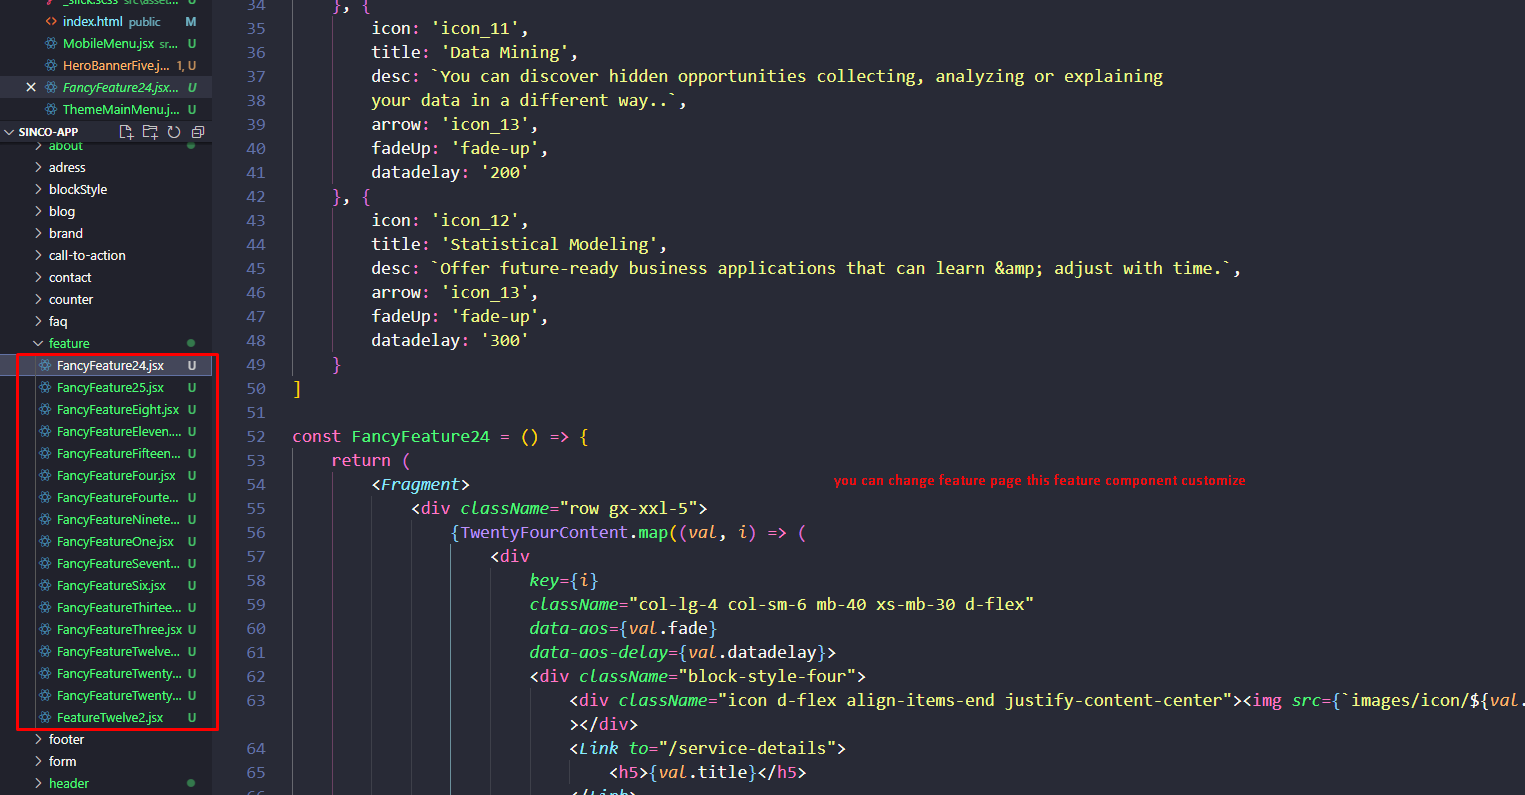 _slick.scss src\asset... U
index.html public M
MobileMenu.jsx sr... U
HeroBannerFive.j... 1, U
FancyFeature24.jsx... U
ThemeMainMenu.j... U
SINCO-APP
about
adress
blockStyle
blog
brand
call-to-action
contact
counter
faq
feature
FancyFeature24.jsx U
FancyFeature25.jsx U
FancyFeatureEight.jsx U
FancyFeatureEleven.... U
FancyFeatureFifteen... U
FancyFeatureFour.jsx U
FancyFeatureFourte... U
FancyFeatureNinete... U
FancyFeatureOne.jsx U
FancyFeatureSevent... U
FancyFeatureSix.jsx U
FancyFeatureThirtee... U
FancyFeatureThree.jsx U
FancyFeatureTwelve... U
FancyFeatureTwenty... U
FancyFeatureTwenty... U
FeatureTwelve2.jsx U
footer
form
header
34 }, {
35 icon: 'icon_11',
36 title: 'Data Mining',
37 desc: `You can discover hidden opportunities collecting, analyzing or explaining
38 your data in a different way..`,
39 arrow: 'icon_13',
40 fadeUp: 'fade-up',
41 datadelay: '200'
42 }, {
43 icon: 'icon_12',
44 title: 'Statistical Modeling',
45 desc: `Offer future-ready business applications that can learn &amp; adjust with time.`,
46 arrow: 'icon_13',
47 fadeUp: 'fade-up',
48 datadelay: '300'
49 }
50 ]
51
52 const FancyFeature24 = () => {
53 return (
54 <Fragment>
you can change feature page this feature component customize
55 <div className="row gx-xxl-5">
56 {TwentyFourContent.map((val, i) => (
57 <div
58 key={i}
59 className="col-lg-4 col-sm-6 mb-40 xs-mb-30 d-flex"
60 data-aos={val.fade}
61 data-aos-delay={val.datadelay}>
62 <div className="block-style-four">
63 <div className="icon d-flex align-items-end justify-content-center"><img src={`images/icon/${val.
></div>
64 <Link to="/service-details">
65 <h5>{val.title}</h5>
66 </Link>